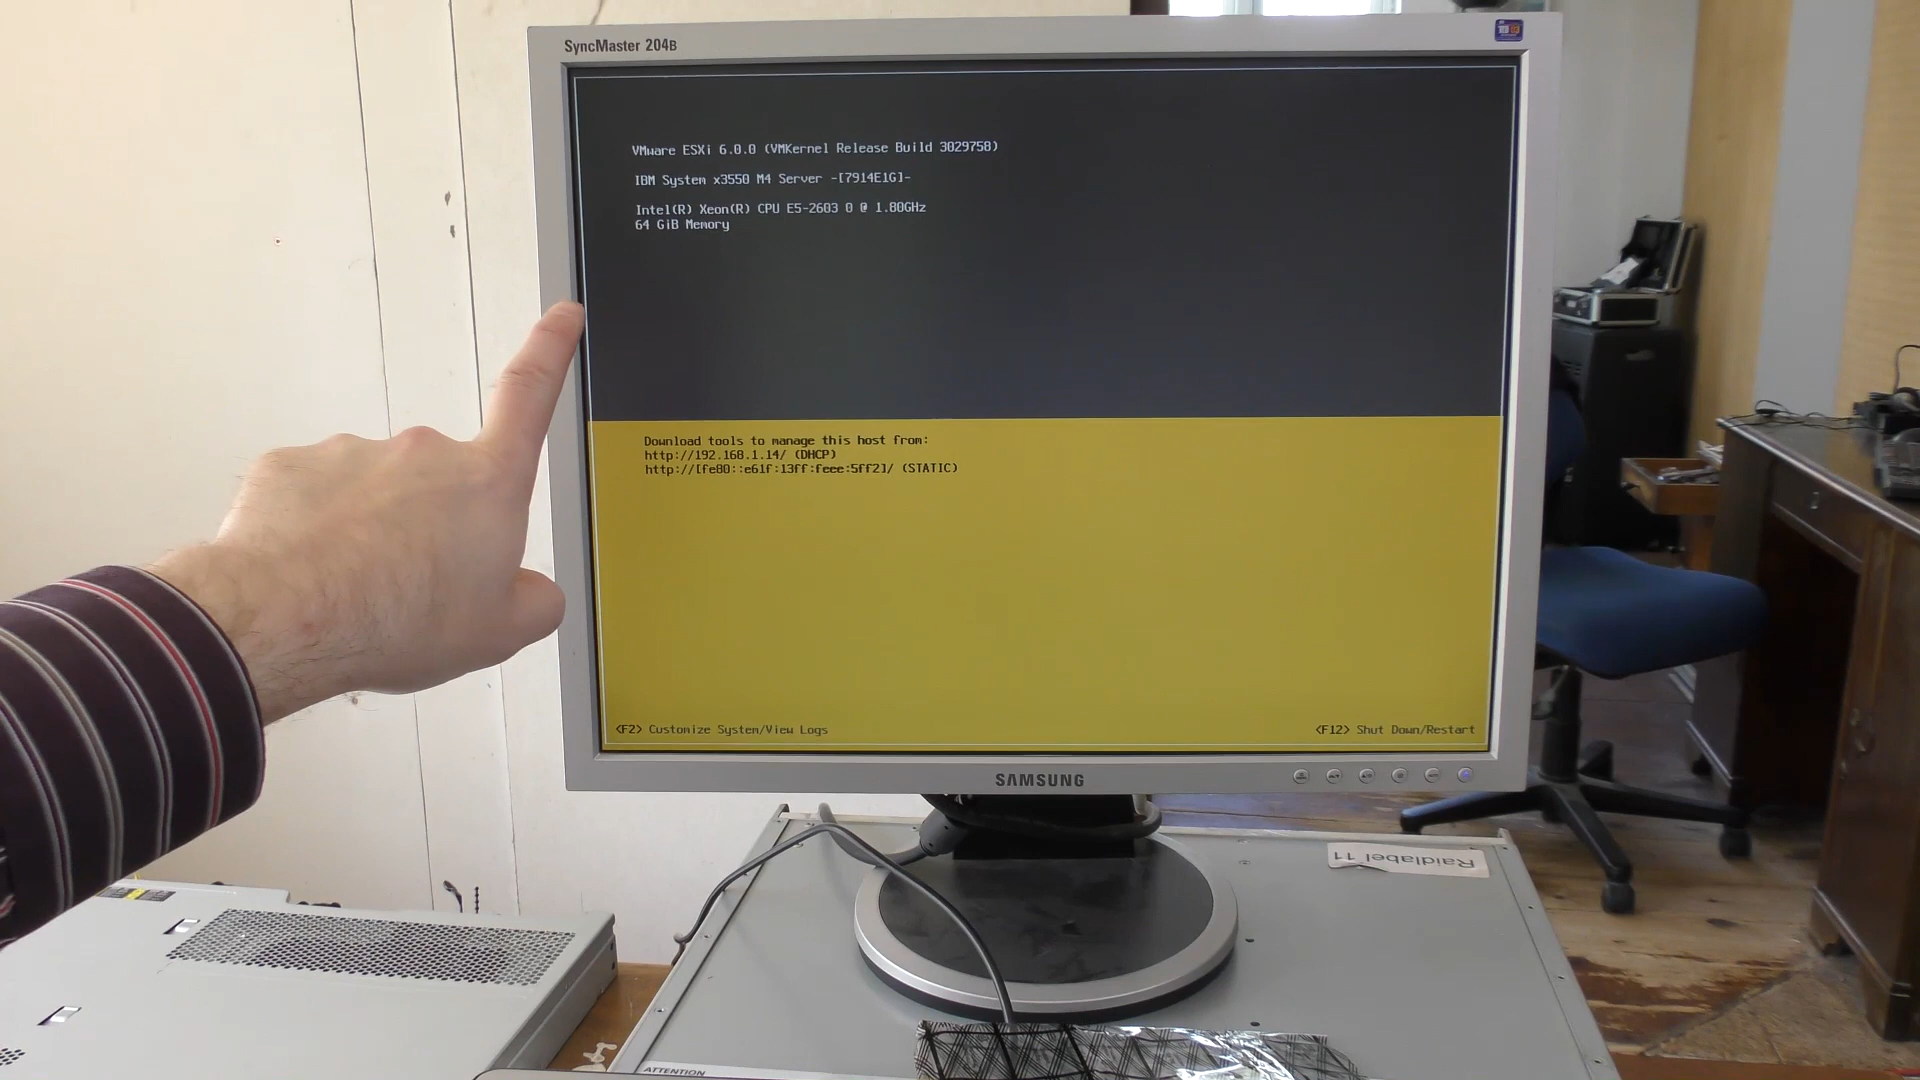 SyncMaster 204B
VMware ESXi 6.0.0 (VMKernel Release Build 3029758)
IBM System x3550 M4 Server -[7914E1G]-
Intel(R) Xeon(R) CPU E5-2603 0 @ 1.80GHz
64 GiB Memory
Download tools to manage this host from:
http://192.168.1.14/ (DHCP)
http://[fe80::e61f:13ff:feee:5ff2]/ (STATIC)
<F2> Customize System/View Logs
<F12> Shut Down/Restart
SAMSUNG
Raidlabel 11
ATTENTION